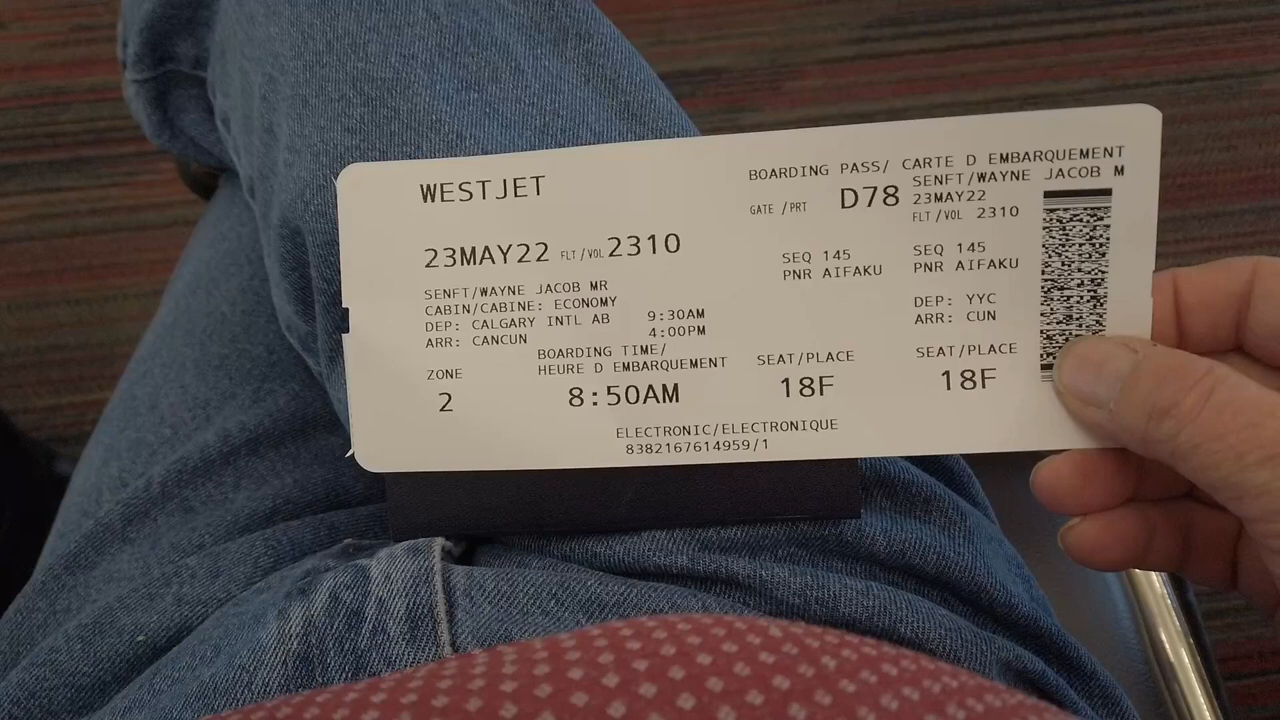 WESTJET
23MAY22 FLT/VOL 2310
SENFT/WAYNE JACOB MR
CABIN/CABINE: ECONOMY
DEP: CALGARY INTL AB 9:30AM
ARR: CANCUN 4:00PM
ZONE
2
BOARDING TIME/
HEURE D EMBARQUEMENT
8:50AM
SEAT/PLACE
18F
ELECTRONIC/ELECTRONIQUE
8382167614959/1
BOARDING PASS/ CARTE D EMBARQUEMENT
GATE/PRT D78
SEQ 145
PNR AIFAKU
SENFT/WAYNE JACOB M
23MAY22
FLT/VOL 2310
SEQ 145
PNR AIFAKU
DEP: YYC
ARR: CUN
SEAT/PLACE
18F